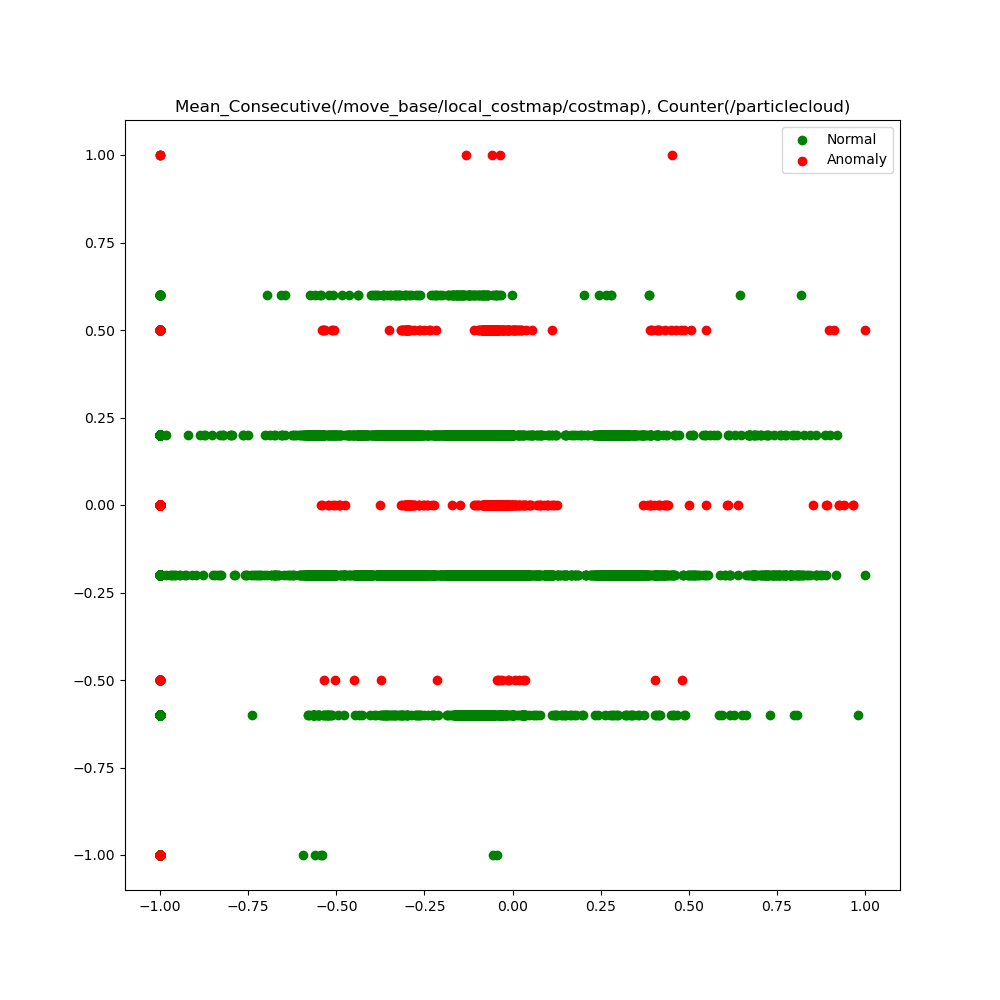 Mean_Consecutive(/move_base/local_costmap/costmap), Counter(/particlecloud)
Normal
Anomaly
1.00
0.75
0.50
0.25
0.00
−0.25
−0.50
−0.75
−1.00
−1.00 −0.75 −0.50 −0.25 0.00 0.25 0.50 0.75 1.00